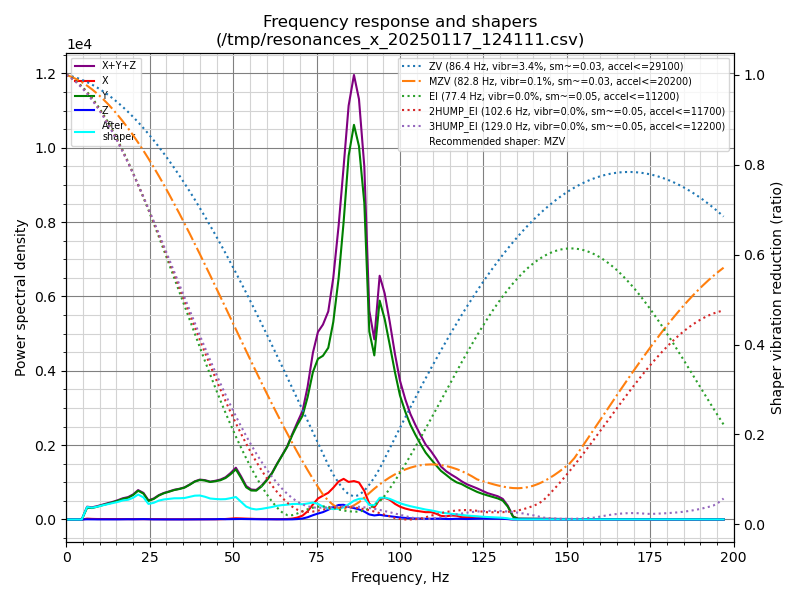 Frequency response and shapers
(/tmp/resonances_x_20250117_124111.csv)
1e4
X+Y+Z
X
Y
Z
After
shaper
ZV (86.4 Hz, vibr=3.4%, sm~=0.03, accel<=29100)
MZV (82.8 Hz, vibr=0.1%, sm~=0.03, accel<=20200)
EI (77.4 Hz, vibr=0.0%, sm~=0.05, accel<=11200)
2HUMP_EI (102.6 Hz, vibr=0.0%, sm~=0.05, accel<=11700)
3HUMP_EI (129.0 Hz, vibr=0.0%, sm~=0.05, accel<=12200)
Recommended shaper: MZV
Power spectral density
1.2
1.0
0.8
0.6
0.4
0.2
0.0
1.0
0.8
0.6
0.4
0.2
0.0
Shaper vibration reduction (ratio)
0 25 50 75 100 125 150 175 200
Frequency, Hz